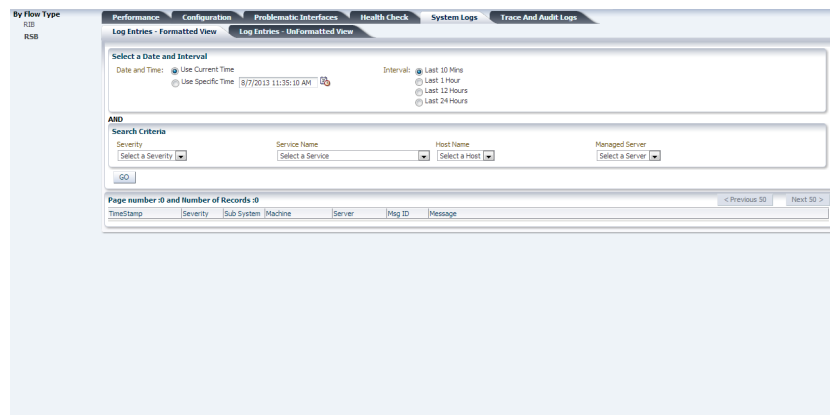 By Flow Type
RIB
RSB
Performance Configuration Problematic Interfaces Health Check System Logs Trace And Audit Logs
Log Entries - Formatted View Log Entries - UnFormatted View
Select a Date and Interval
Date and Time: Use Current Time Interval: Last 10 Mins
Use Specific Time 8/7/2013 11:35:10 AM Last 1 Hour
Last 12 Hours
Last 24 Hours
AND
Search Criteria
Severity Service Name Host Name Managed Server
Select a Severity Select a Service Select a Host Select a Server
GO
Page number :0 and Number of Records :0 < Previous 50 Next 50 >
TimeStamp Severity Sub System Machine Server Msg ID Message